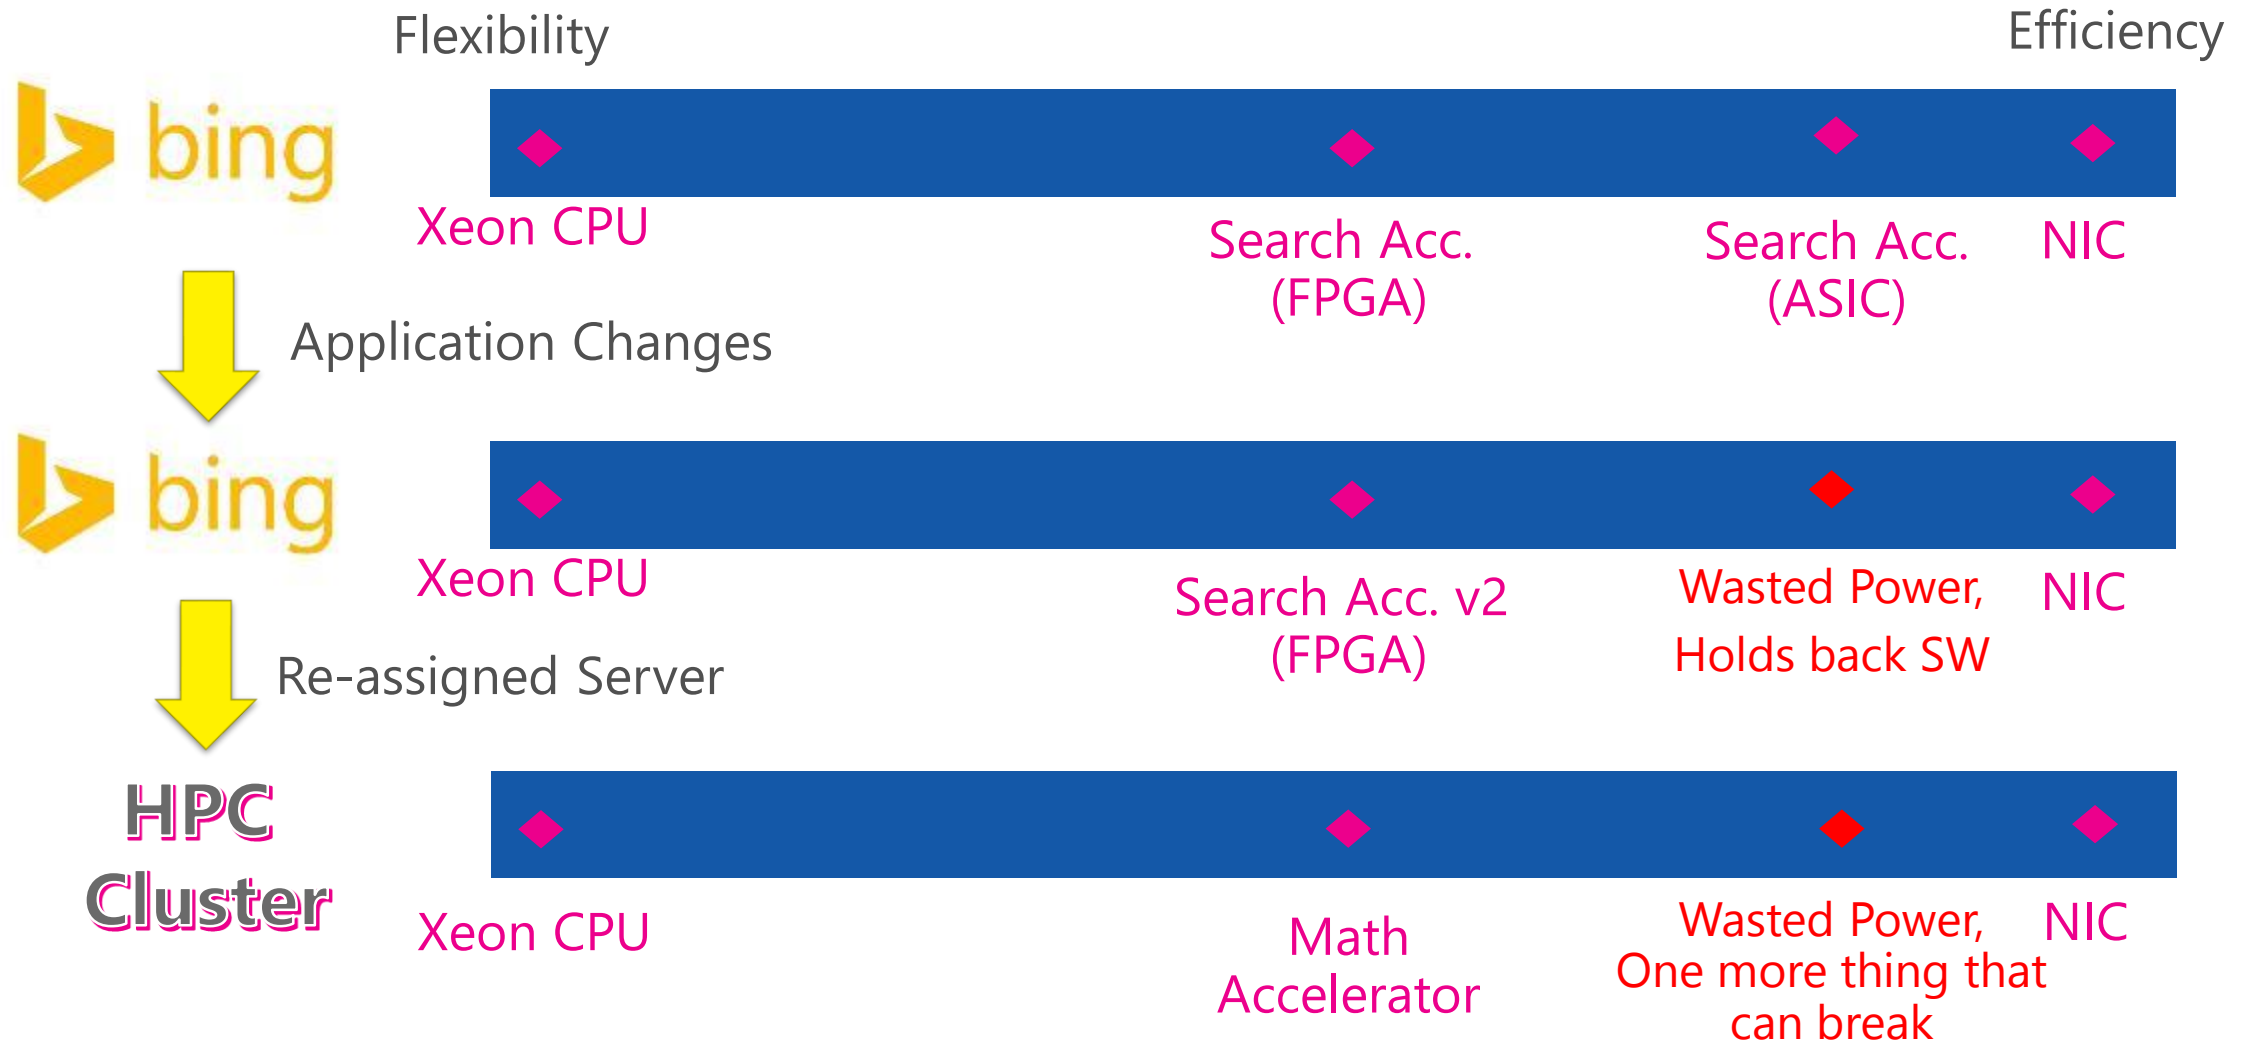 Flexibility
Efficiency
bing
Xeon CPU
Search Acc.
(FPGA)
Search Acc.
(ASIC)
NIC
Application Changes
bing
Xeon CPU
Search Acc. v2
(FPGA)
Wasted Power,
Holds back SW
NIC
Re-assigned Server
HPC
Cluster
Xeon CPU
Math
Accelerator
Wasted Power,
One more thing that
can break
NIC